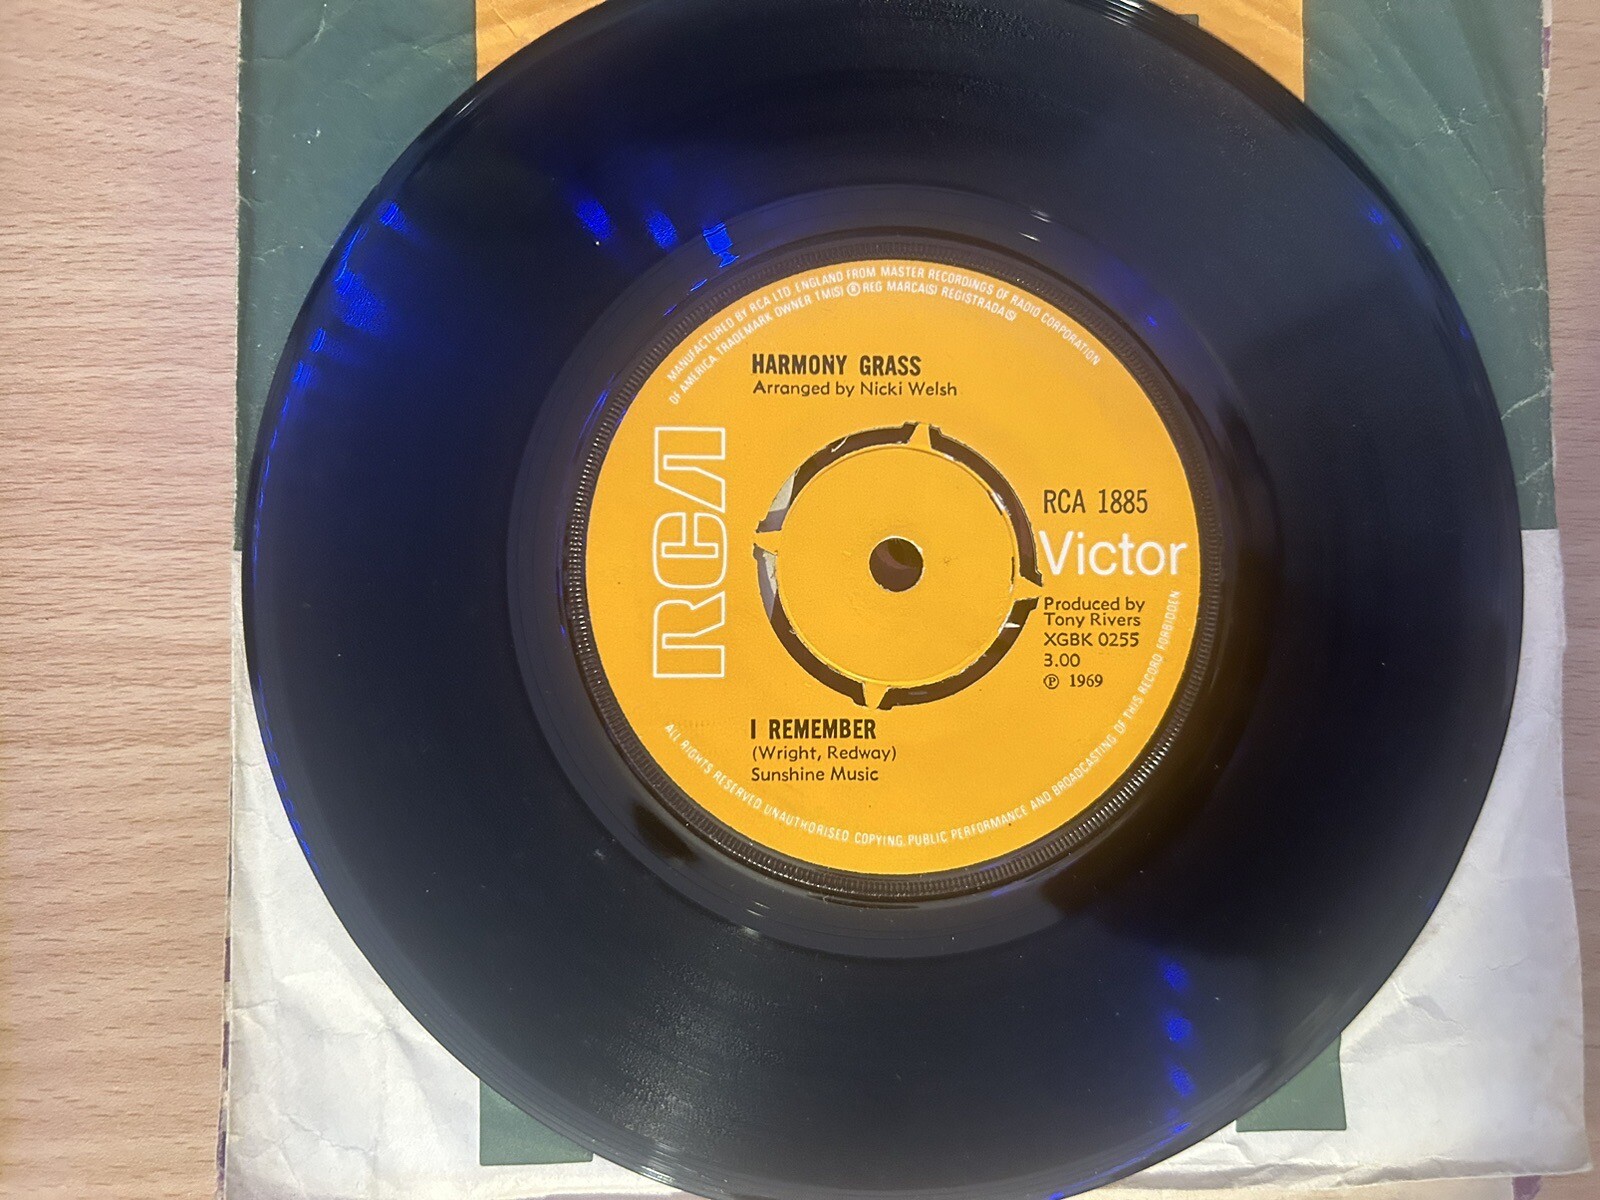 MANUFACTURED BY RCA LTD. ENGLAND FROM MASTER RECORDINGS OF RADIO CORPORATION
OF AMERICA TRADEMARK OWNER TM(S) ® REG MARCA(S) REGISTRADA(S)
HARMONY GRASS
Arranged by Nicki Welsh
RCA
RCA 1885
Victor
Produced by
Tony Rivers
XGBK 0255
3.00
℗ 1969
I REMEMBER
(Wright, Redway)
Sunshine Music
ALL RIGHTS RESERVED UNAUTHORISED COPYING, PUBLIC PERFORMANCE AND BROADCASTING OF THIS RECORD FORBIDDEN